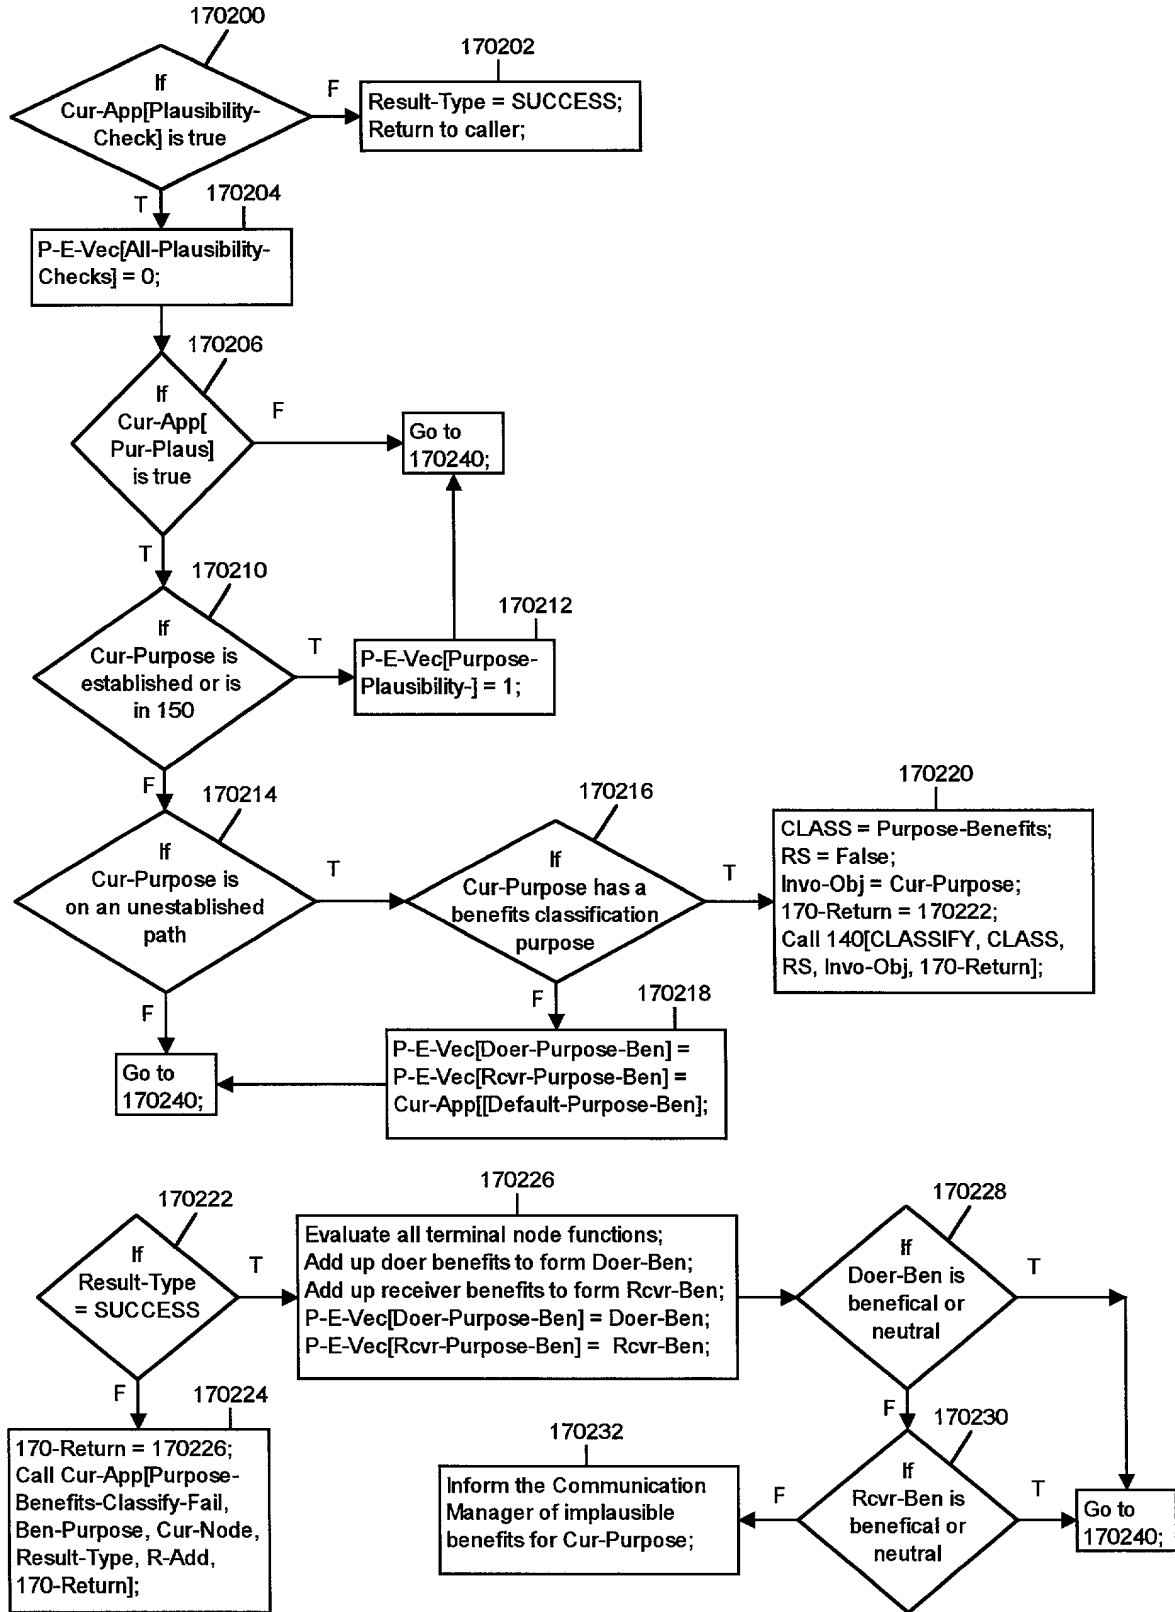 170200
If
Cur-App[Plausibility-
Check] is true
F
170202
Result-Type = SUCCESS;
Return to caller;
T
170204
P-E-Vec[All-Plausibility-
Checks] = 0;
170206
If
Cur-App[
Pur-Plaus]
is true
F
Go to
170240;
T
170210
If
Cur-Purpose is
established or is
in 150
T
170212
P-E-Vec[Purpose-
Plausibility-] = 1;
F
170214
If
Cur-Purpose is
on an unestablished
path
T
170216
If
Cur-Purpose has a
benefits classification
purpose
T
170220
CLASS = Purpose-Benefits;
RS = False;
Invo-Obj = Cur-Purpose;
170-Return = 170222;
Call 140[CLASSIFY, CLASS,
RS, Invo-Obj, 170-Return];
F
Go to
170240;
F
170218
P-E-Vec[Doer-Purpose-Ben] =
P-E-Vec[Rcvr-Purpose-Ben] =
Cur-App[[Default-Purpose-Ben];
170222
If
Result-Type
= SUCCESS
T
170226
Evaluate all terminal node functions;
Add up doer benefits to form Doer-Ben;
Add up receiver benefits to form Rcvr-Ben;
P-E-Vec[Doer-Purpose-Ben] = Doer-Ben;
P-E-Vec[Rcvr-Purpose-Ben] = Rcvr-Ben;
170228
If
Doer-Ben is
benefical or
neutral
T
F
170224
170-Return = 170226;
Call Cur-App[Purpose-
Benefits-Classify-Fail,
Ben-Purpose, Cur-Node,
Result-Type, R-Add,
170-Return];
F
170230
If
Rcvr-Ben is
benefical or
neutral
T
Go to
170240;
F
170232
Inform the Communication
Manager of implausible
benefits for Cur-Purpose;